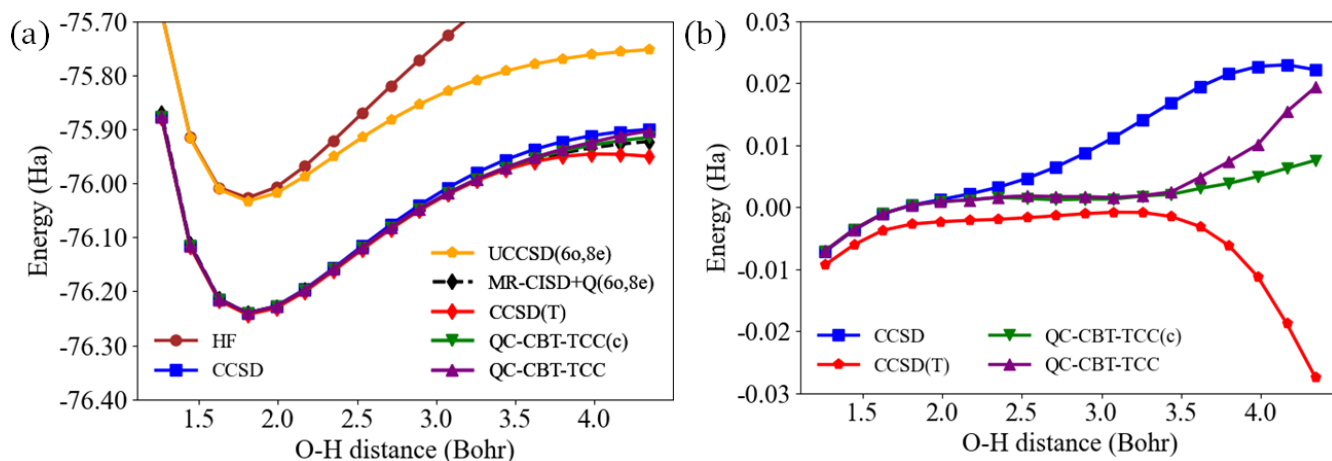 (a)
Energy (Ha)
-75.70
-75.80
-75.90
-76.00
-76.10
-76.20
-76.30
-76.40
HF
CCSD
UCCSD(6o,8e)
MR-CISD+Q(6o,8e)
CCSD(T)
QC-CBT-TCC(c)
QC-CBT-TCC
1.5 2.0 2.5 3.0 3.5 4.0
O-H distance (Bohr)
(b)
Energy (Ha)
0.03
0.02
0.01
0.00
-0.01
-0.02
-0.03
CCSD
CCSD(T)
QC-CBT-TCC(c)
QC-CBT-TCC
1.5 2.0 2.5 3.0 3.5 4.0
O-H distance (Bohr)